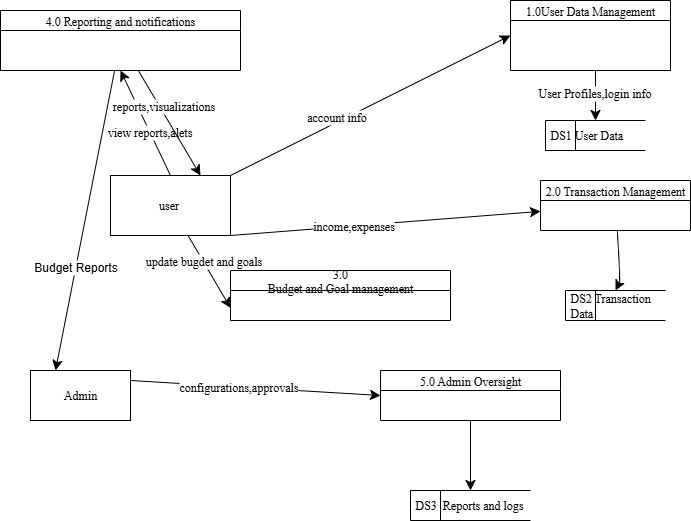 4.0 Reporting and notifications
1.0User Data Management
User Profiles,login info
reports,visualizations
account info
view reports,alets
DS1 User Data
user
2.0 Transaction Management
income,expenses
update bugdet and goals
Budget Reports
3.0
Budget and Goal management
DS2 Transaction
Data
5.0 Admin Oversight
configurations,approvals
Admin
DS3 Reports and logs